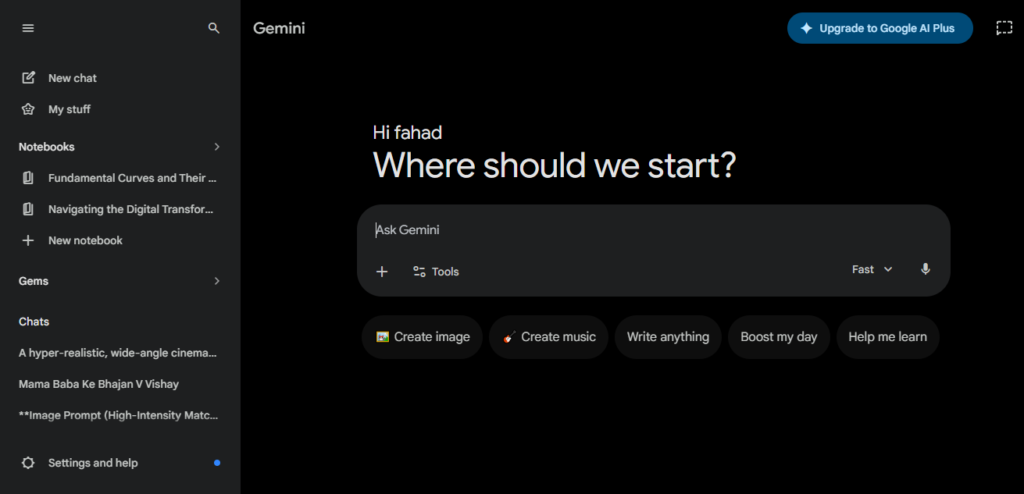 Gemini
Upgrade to Google AI Plus
New chat
My stuff
Notebooks
Fundamental Curves and Their ...
Navigating the Digital Transfor...
New notebook
Gems
Chats
A hyper-realistic, wide-angle cinema...
Mama Baba Ke Bhajan V Vishay
**Image Prompt (High-Intensity Matc...
Settings and help
Hi fahad
Where should we start?
Ask Gemini
Tools
Fast
Create image
Create music
Write anything
Boost my day
Help me learn